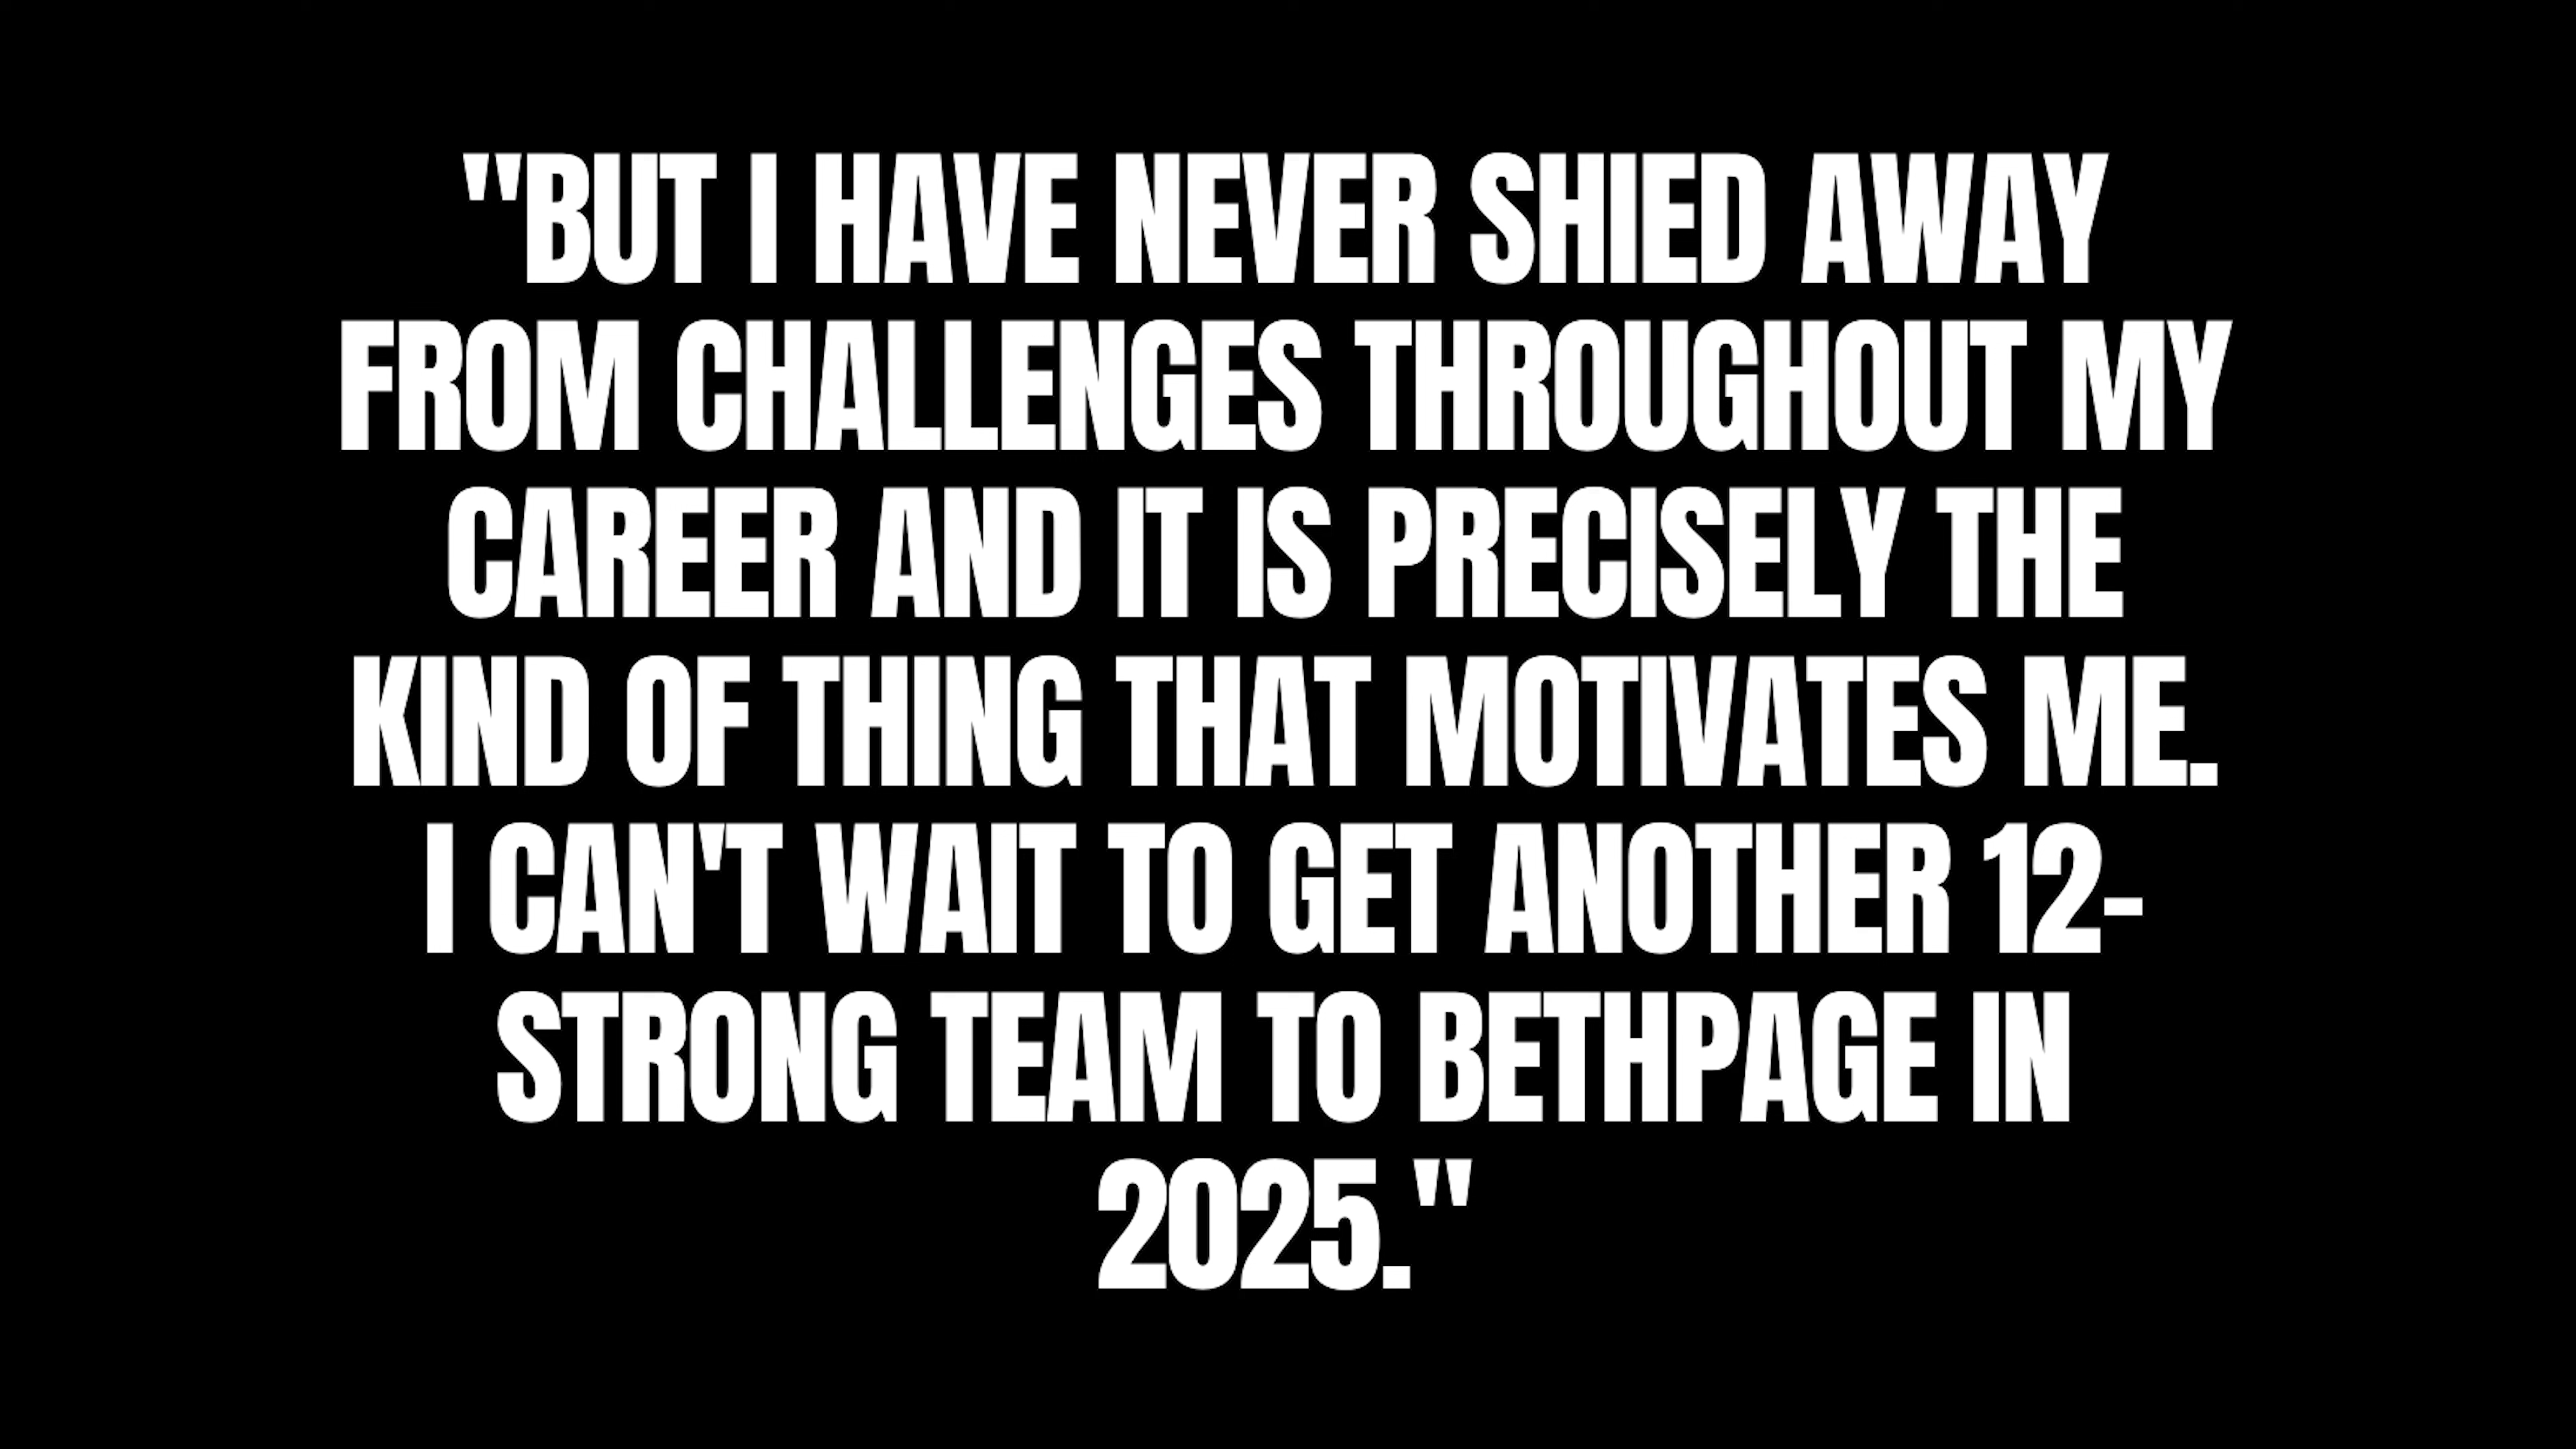 "BUT I HAVE NEVER SHIED AWAY
FROM CHALLENGES THROUGHOUT MY
CAREER AND IT IS PRECISELY THE
KIND OF THING THAT MOTIVATES ME.
I CAN'T WAIT TO GET ANOTHER 12-
STRONG TEAM TO BETHPAGE IN
2025."